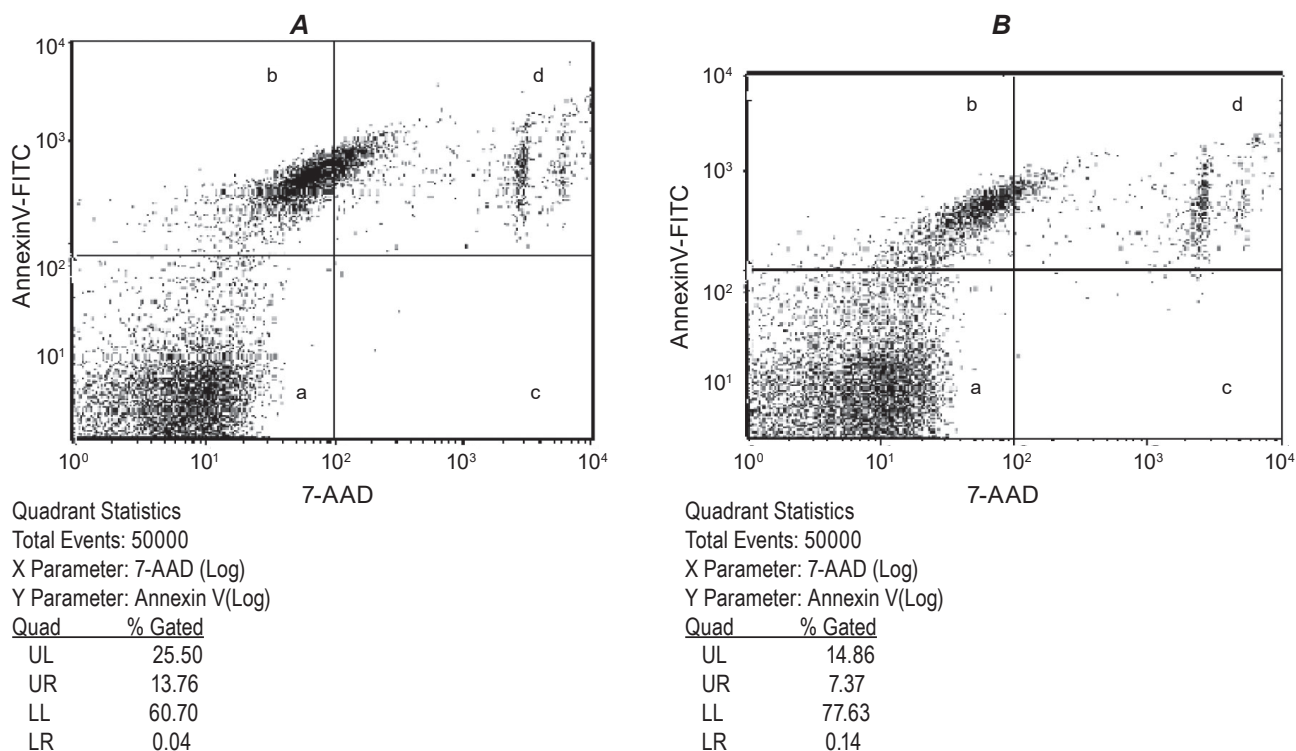 A
10⁴
b
d
10³
AnnexinV-FITC
10²
10¹
a
c
10⁰ 10¹ 10² 10³ 10⁴
7-AAD
Quadrant Statistics
Total Events: 50000
X Parameter: 7-AAD (Log)
Y Parameter: Annexin V(Log)
Quad % Gated
UL 25.50
UR 13.76
LL 60.70
LR 0.04
B
10⁴
b
d
10³
AnnexinV-FITC
10²
10¹
a
c
10⁰ 10¹ 10² 10³ 10⁴
7-AAD
Quadrant Statistics
Total Events: 50000
X Parameter: 7-AAD (Log)
Y Parameter: Annexin V(Log)
Quad % Gated
UL 14.86
UR 7.37
LL 77.63
LR 0.14